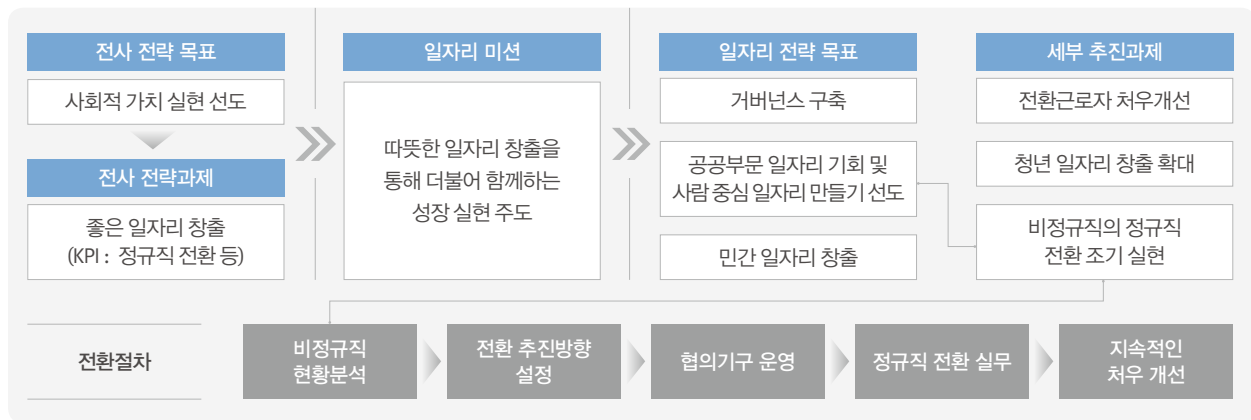 전사 전략 목표
사회적 가치 실현 선도
전사 전략과제
좋은 일자리 창출
(KPI : 정규직 전환 등)
일자리 미션
따뜻한 일자리 창출을
통해 더불어 함께하는
성장 실현 주도
일자리 전략 목표
거버넌스 구축
공공부문 일자리 기회 및
사람 중심 일자리 만들기 선도
민간 일자리 창출
세부 추진과제
전환근로자 처우개선
청년 일자리 창출 확대
비정규직의 정규직
전환 조기 실현
전환절차
비정규직
현황분석
전환 추진방향
설정
협의기구 운영
정규직 전환 실무
지속적인
처우 개선